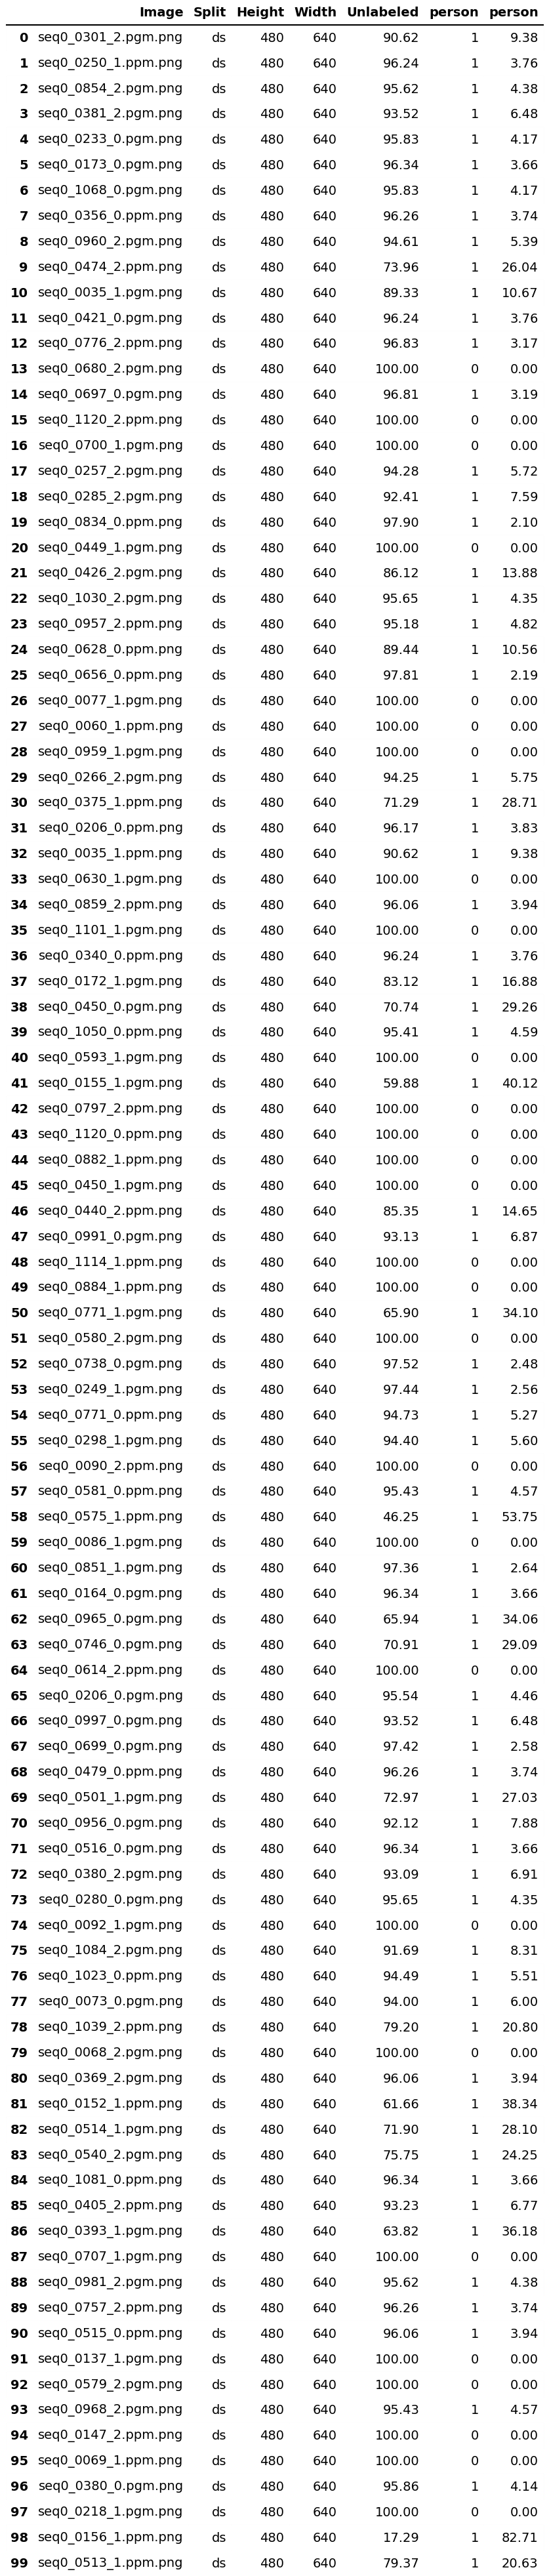 Image Split Height Width Unlabeled person person
0 seq0_0301_2.pgm.png ds 480 640 90.62 1 9.38
1 seq0_0250_1.ppm.png ds 480 640 96.24 1 3.76
2 seq0_0854_2.pgm.png ds 480 640 95.62 1 4.38
3 seq0_0381_2.pgm.png ds 480 640 93.52 1 6.48
4 seq0_0233_0.pgm.png ds 480 640 95.83 1 4.17
5 seq0_0173_0.pgm.png ds 480 640 96.34 1 3.66
6 seq0_1068_0.pgm.png ds 480 640 95.83 1 4.17
7 seq0_0356_0.ppm.png ds 480 640 96.26 1 3.74
8 seq0_0960_2.pgm.png ds 480 640 94.61 1 5.39
9 seq0_0474_2.ppm.png ds 480 640 73.96 1 26.04
10 seq0_0035_1.pgm.png ds 480 640 89.33 1 10.67
11 seq0_0421_0.pgm.png ds 480 640 96.24 1 3.76
12 seq0_0776_2.ppm.png ds 480 640 96.83 1 3.17
13 seq0_0680_2.pgm.png ds 480 640 100.00 0 0.00
14 seq0_0697_0.pgm.png ds 480 640 96.81 1 3.19
15 seq0_1120_2.ppm.png ds 480 640 100.00 0 0.00
16 seq0_0700_1.pgm.png ds 480 640 100.00 0 0.00
17 seq0_0257_2.pgm.png ds 480 640 94.28 1 5.72
18 seq0_0285_2.pgm.png ds 480 640 92.41 1 7.59
19 seq0_0834_0.ppm.png ds 480 640 97.90 1 2.10
20 seq0_0449_1.pgm.png ds 480 640 100.00 0 0.00
21 seq0_0426_2.pgm.png ds 480 640 86.12 1 13.88
22 seq0_1030_2.ppm.png ds 480 640 95.65 1 4.35
23 seq0_0957_2.ppm.png ds 480 640 95.18 1 4.82
24 seq0_0628_0.ppm.png ds 480 640 89.44 1 10.56
25 seq0_0656_0.ppm.png ds 480 640 97.81 1 2.19
26 seq0_0077_1.pgm.png ds 480 640 100.00 0 0.00
27 seq0_0060_1.ppm.png ds 480 640 100.00 0 0.00
28 seq0_0959_1.pgm.png ds 480 640 100.00 0 0.00
29 seq0_0266_2.pgm.png ds 480 640 94.25 1 5.75
30 seq0_0375_1.ppm.png ds 480 640 71.29 1 28.71
31 seq0_0206_0.ppm.png ds 480 640 96.17 1 3.83
32 seq0_0035_1.ppm.png ds 480 640 90.62 1 9.38
33 seq0_0630_1.pgm.png ds 480 640 100.00 0 0.00
34 seq0_0859_2.ppm.png ds 480 640 96.06 1 3.94
35 seq0_1101_1.pgm.png ds 480 640 100.00 0 0.00
36 seq0_0340_0.ppm.png ds 480 640 96.24 1 3.76
37 seq0_0172_1.pgm.png ds 480 640 83.12 1 16.88
38 seq0_0450_0.pgm.png ds 480 640 70.74 1 29.26
39 seq0_1050_0.ppm.png ds 480 640 95.41 1 4.59
40 seq0_0593_1.pgm.png ds 480 640 100.00 0 0.00
41 seq0_0155_1.pgm.png ds 480 640 59.88 1 40.12
42 seq0_0797_2.ppm.png ds 480 640 100.00 0 0.00
43 seq0_1120_0.ppm.png ds 480 640 100.00 0 0.00
44 seq0_0882_1.ppm.png ds 480 640 100.00 0 0.00
45 seq0_0450_1.pgm.png ds 480 640 100.00 0 0.00
46 seq0_0440_2.ppm.png ds 480 640 85.35 1 14.65
47 seq0_0991_0.pgm.png ds 480 640 93.13 1 6.87
48 seq0_1114_1.ppm.png ds 480 640 100.00 0 0.00
49 seq0_0884_1.ppm.png ds 480 640 100.00 0 0.00
50 seq0_0771_1.pgm.png ds 480 640 65.90 1 34.10
51 seq0_0580_2.pgm.png ds 480 640 100.00 0 0.00
52 seq0_0738_0.pgm.png ds 480 640 97.52 1 2.48
53 seq0_0249_1.pgm.png ds 480 640 97.44 1 2.56
54 seq0_0771_0.ppm.png ds 480 640 94.73 1 5.27
55 seq0_0298_1.pgm.png ds 480 640 94.40 1 5.60
56 seq0_0090_2.ppm.png ds 480 640 100.00 0 0.00
57 seq0_0581_0.ppm.png ds 480 640 95.43 1 4.57
58 seq0_0575_1.ppm.png ds 480 640 46.25 1 53.75
59 seq0_0086_1.pgm.png ds 480 640 100.00 0 0.00
60 seq0_0851_1.pgm.png ds 480 640 97.36 1 2.64
61 seq0_0164_0.pgm.png ds 480 640 96.34 1 3.66
62 seq0_0965_0.pgm.png ds 480 640 65.94 1 34.06
63 seq0_0746_0.pgm.png ds 480 640 70.91 1 29.09
64 seq0_0614_2.ppm.png ds 480 640 100.00 0 0.00
65 seq0_0206_0.pgm.png ds 480 640 95.54 1 4.46
66 seq0_0997_0.pgm.png ds 480 640 93.52 1 6.48
67 seq0_0699_0.pgm.png ds 480 640 97.42 1 2.58
68 seq0_0479_0.ppm.png ds 480 640 96.26 1 3.74
69 seq0_0501_1.pgm.png ds 480 640 72.97 1 27.03
70 seq0_0956_0.pgm.png ds 480 640 92.12 1 7.88
71 seq0_0516_0.pgm.png ds 480 640 96.34 1 3.66
72 seq0_0380_2.pgm.png ds 480 640 93.09 1 6.91
73 seq0_0280_0.pgm.png ds 480 640 95.65 1 4.35
74 seq0_0092_1.pgm.png ds 480 640 100.00 0 0.00
75 seq0_1084_2.pgm.png ds 480 640 91.69 1 8.31
76 seq0_1023_0.ppm.png ds 480 640 94.49 1 5.51
77 seq0_0073_0.pgm.png ds 480 640 94.00 1 6.00
78 seq0_1039_2.ppm.png ds 480 640 79.20 1 20.80
79 seq0_0068_2.pgm.png ds 480 640 100.00 0 0.00
80 seq0_0369_2.pgm.png ds 480 640 96.06 1 3.94
81 seq0_0152_1.ppm.png ds 480 640 61.66 1 38.34
82 seq0_0514_1.pgm.png ds 480 640 71.90 1 28.10
83 seq0_0540_2.pgm.png ds 480 640 75.75 1 24.25
84 seq0_1081_0.ppm.png ds 480 640 96.34 1 3.66
85 seq0_0405_2.ppm.png ds 480 640 93.23 1 6.77
86 seq0_0393_1.pgm.png ds 480 640 63.82 1 36.18
87 seq0_0707_1.pgm.png ds 480 640 100.00 0 0.00
88 seq0_0981_2.ppm.png ds 480 640 95.62 1 4.38
89 seq0_0757_2.ppm.png ds 480 640 96.26 1 3.74
90 seq0_0515_0.ppm.png ds 480 640 96.06 1 3.94
91 seq0_0137_1.pgm.png ds 480 640 100.00 0 0.00
92 seq0_0579_2.pgm.png ds 480 640 100.00 0 0.00
93 seq0_0968_2.ppm.png ds 480 640 95.43 1 4.57
94 seq0_0147_2.ppm.png ds 480 640 100.00 0 0.00
95 seq0_0069_1.ppm.png ds 480 640 100.00 0 0.00
96 seq0_0380_0.pgm.png ds 480 640 95.86 1 4.14
97 seq0_0218_1.pgm.png ds 480 640 100.00 0 0.00
98 seq0_0156_1.ppm.png ds 480 640 17.29 1 82.71
99 seq0_0513_1.ppm.png ds 480 640 79.37 1 20.63